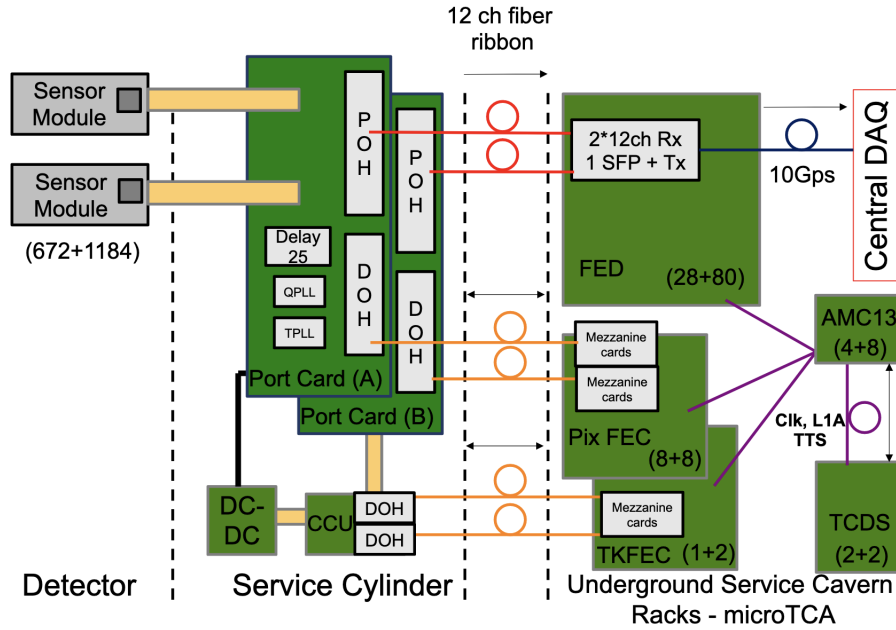 12 ch fiber
ribbon
Sensor
Module
Sensor
Module
(672+1184)
P
O
H
P
O
H
Delay
25
QPLL
TPLL
D
O
H
D
O
H
Port Card (A)
Port Card (B)
DC-
DC
CCU
DOH
DOH
2*12ch Rx
1 SFP + Tx
FED
(28+80)
10Gps
Central DAQ
Mezzanine
cards
Mezzanine
cards
Pix FEC
(8+8)
Mezzanine
cards
TKFEC
(1+2)
AMC13
(4+8)
Clk, L1A
TTS
TCDS
(2+2)
Detector
Service Cylinder
Underground Service Cavern
Racks - microTCA